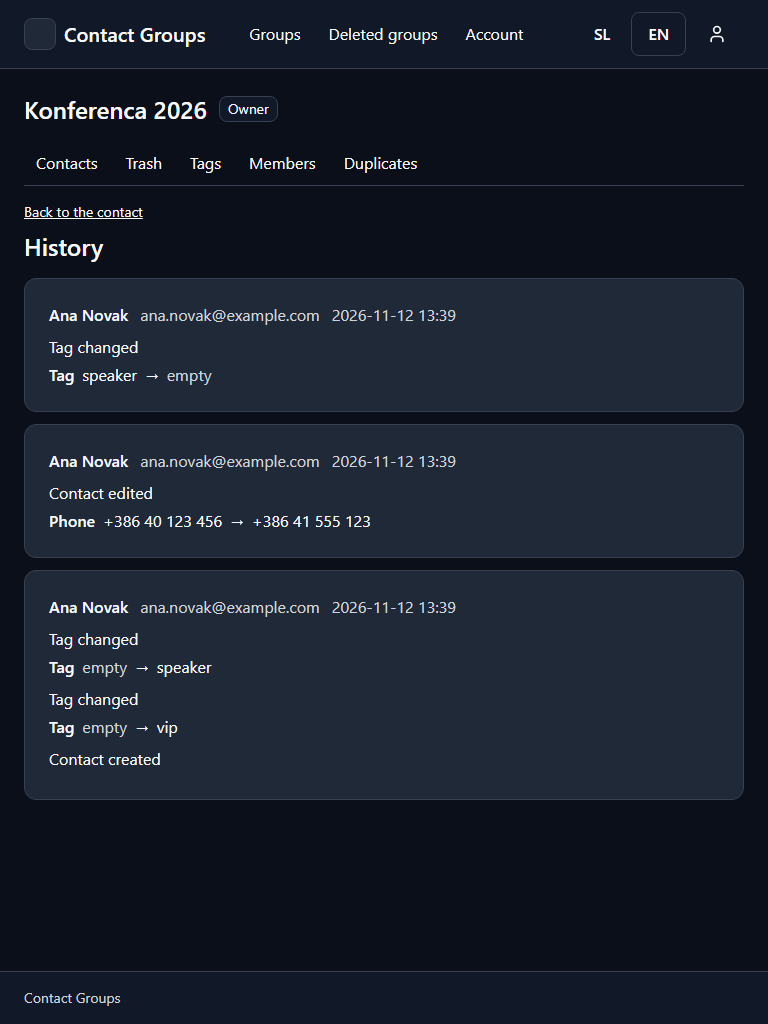 Contact Groups Groups Deleted groups Account SL EN
Konferenca 2026 Owner
Contacts Trash Tags Members Duplicates
Back to the contact
History
Ana Novak ana.novak@example.com 2026-11-12 13:39
Tag changed
Tag speaker → empty
Ana Novak ana.novak@example.com 2026-11-12 13:39
Contact edited
Phone +386 40 123 456 → +386 41 555 123
Ana Novak ana.novak@example.com 2026-11-12 13:39
Tag changed
Tag empty → speaker
Tag changed
Tag empty → vip
Contact created
Contact Groups